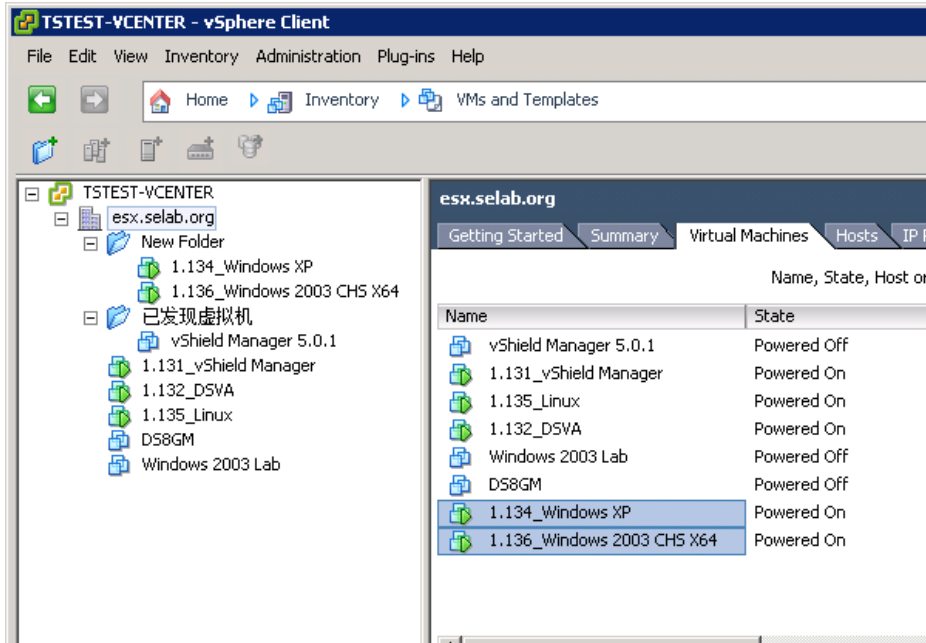 TSTEST-VCENTER - vSphere Client
File Edit View Inventory Administration Plug-ins Help
Home Inventory VMs and Templates
TSTEST-VCENTER
esx.selab.org
New Folder
1.134_Windows XP
1.136_Windows 2003 CHS X64
已发现虚拟机
vShield Manager 5.0.1
1.131_vShield Manager
1.132_DSVA
1.135_Linux
DS8GM
Windows 2003 Lab
esx.selab.org
Getting Started Summary Virtual Machines Hosts IP
Name, State, Host or
Name State
vShield Manager 5.0.1 Powered Off
1.131_vShield Manager Powered On
1.135_Linux Powered On
1.132_DSVA Powered On
Windows 2003 Lab Powered Off
DS8GM Powered Off
1.134_Windows XP Powered On
1.136_Windows 2003 CHS X64 Powered On